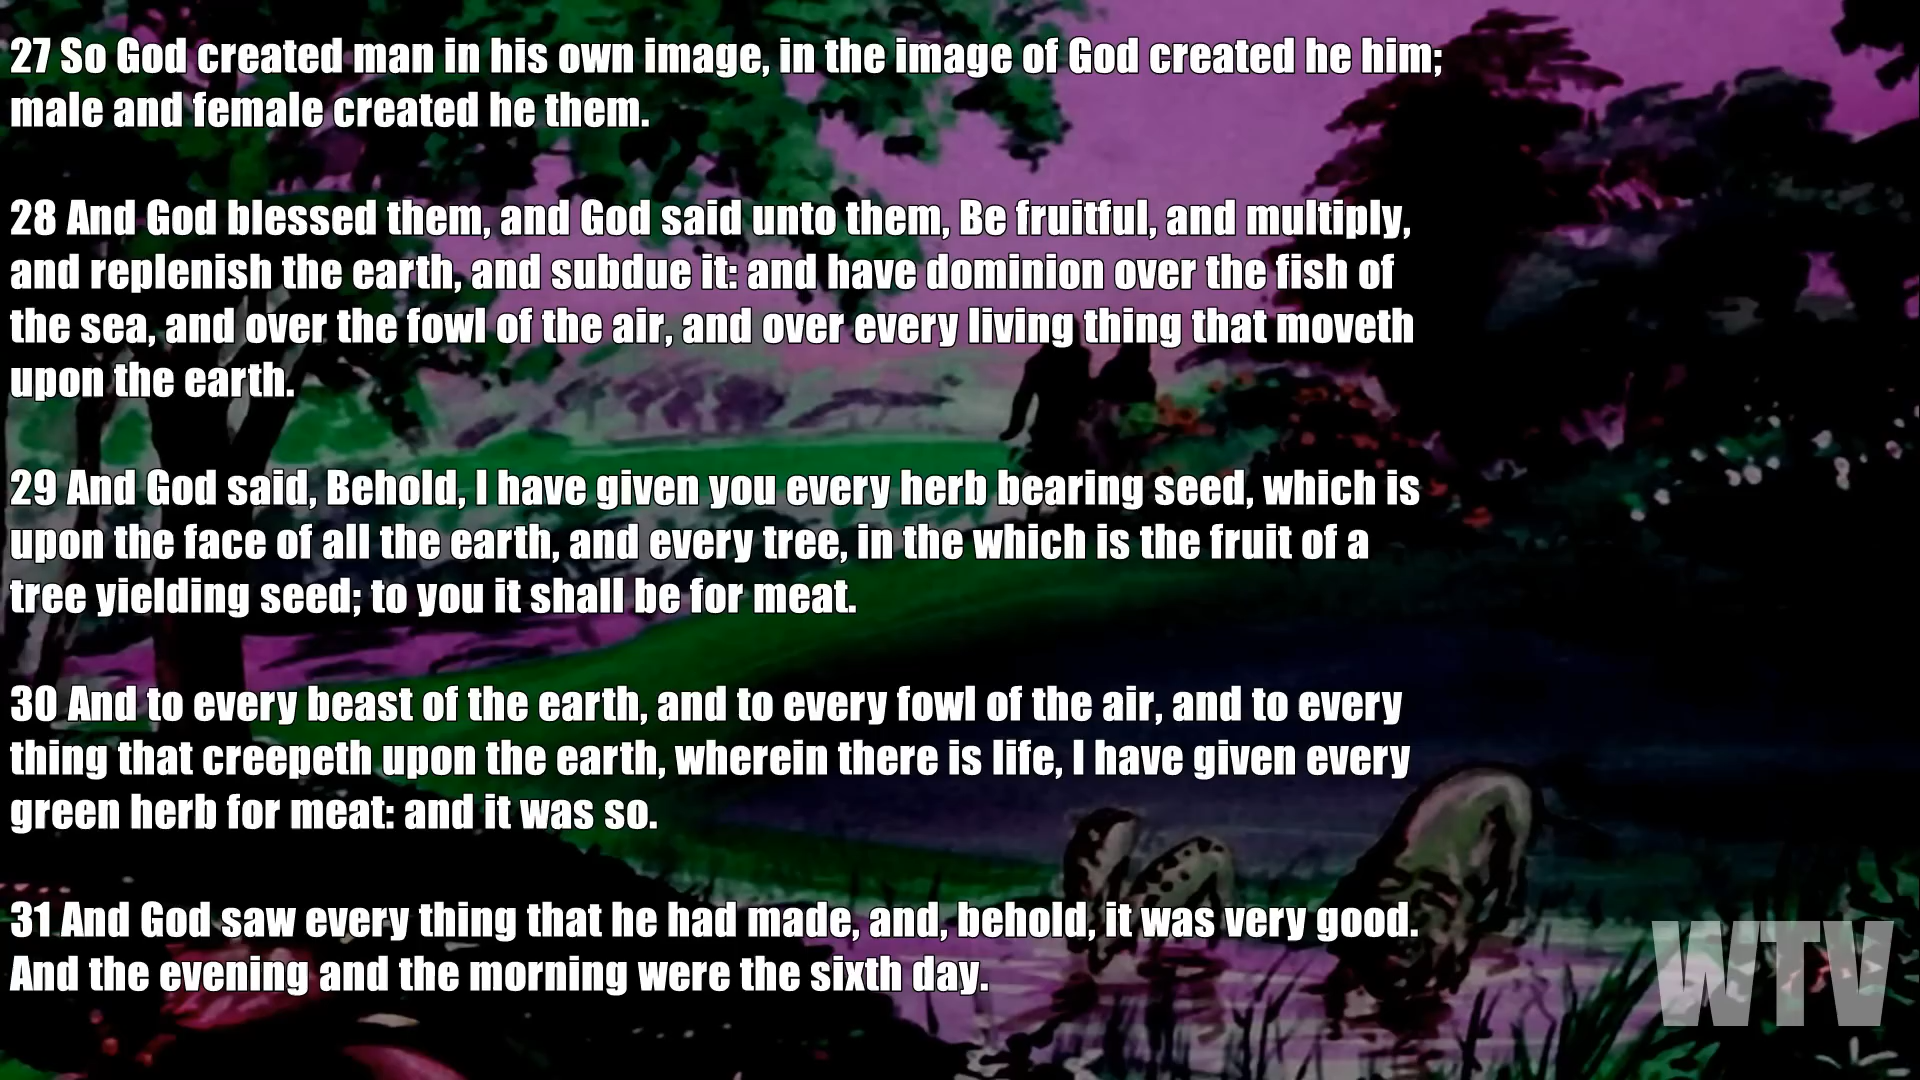 27 So God created man in his own image, in the image of God created he him;
male and female created he them.
28 And God blessed them, and God said unto them, Be fruitful, and multiply,
and replenish the earth, and subdue it: and have dominion over the fish of
the sea, and over the fowl of the air, and over every living thing that moveth
upon the earth.
29 And God said, Behold, I have given you every herb bearing seed, which is
upon the face of all the earth, and every tree, in the which is the fruit of a
tree yielding seed; to you it shall be for meat.
30 And to every beast of the earth, and to every fowl of the air, and to every
thing that creepeth upon the earth, wherein there is life, I have given every
green herb for meat: and it was so.
31 And God saw every thing that he had made, and, behold, it was very good.
And the evening and the morning were the sixth day.
WTV